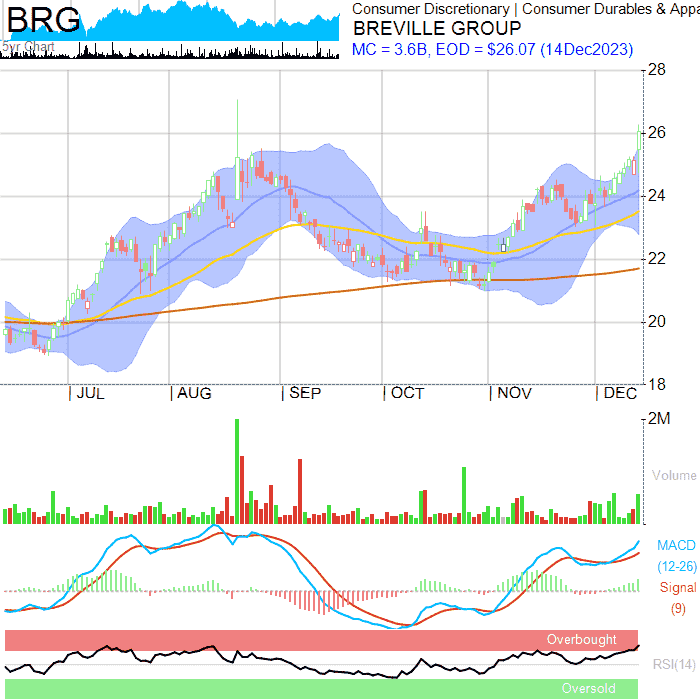 BRG
5yr Chart
Consumer Discretionary | Consumer Durables & Appa
BREVILLE GROUP
MC = 3.6B, EOD = $26.07 (14Dec2023)
28
26
24
22
20
18
JUL AUG SEP OCT NOV DEC
2M
Volume
MACD
(12-26)
Signal
(9)
Overbought
RSI(14)
Oversold